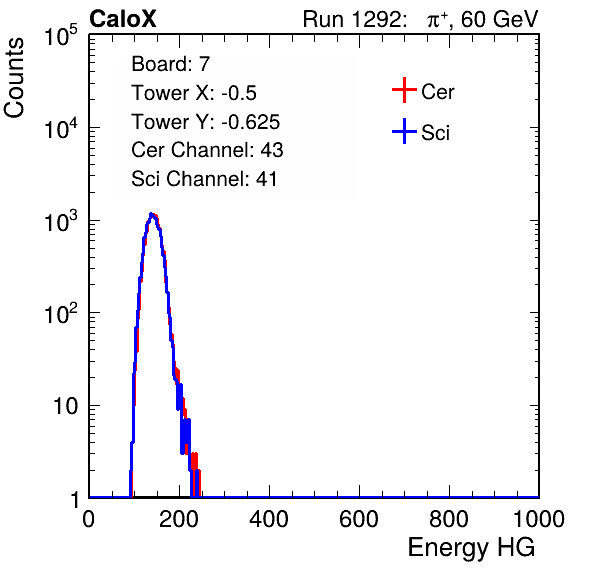 CaloX Run 1292: π⁺, 60 GeV
Board: 7
Tower X: -0.5
Tower Y: -0.625
Cer Channel: 43
Sci Channel: 41
Cer
Sci
Counts
10⁵
10⁴
10³
10²
10
1
0 200 400 600 800 1000
Energy HG